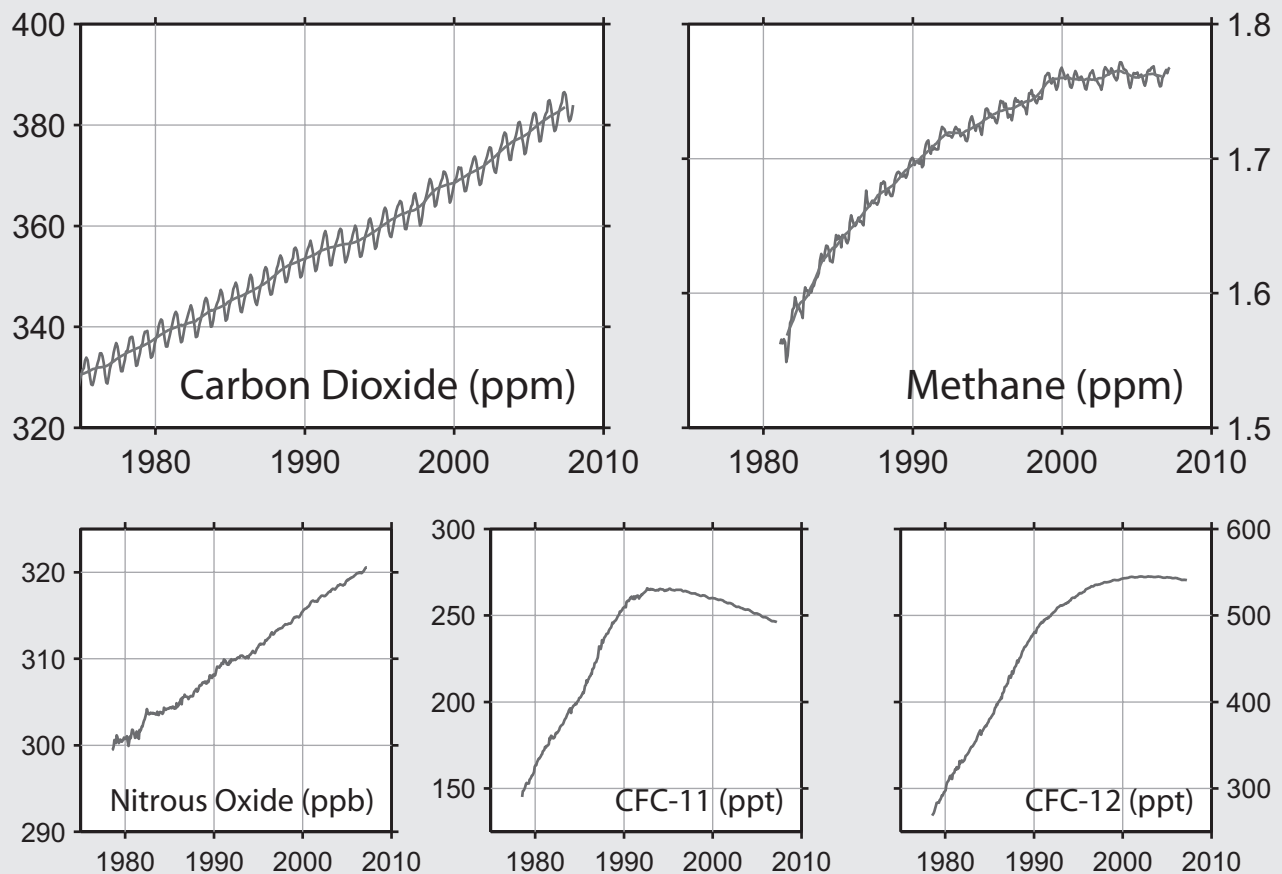 400
380
360
340
320
Carbon Dioxide (ppm)
1980 1990 2000 2010
1.8
1.7
1.6
1.5
Methane (ppm)
1980 1990 2000 2010
320
310
300
290
Nitrous Oxide (ppb)
1980 1990 2000 2010
300
250
200
150
CFC-11 (ppt)
1980 1990 2000 2010
600
500
400
300
CFC-12 (ppt)
1980 1990 2000 2010